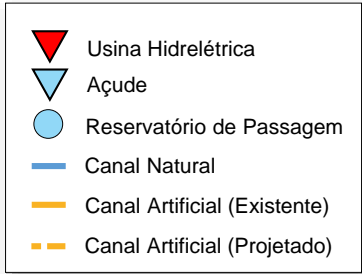 Usina Hidrelétrica
Açude
Reservatório de Passagem
Canal Natural
Canal Artificial (Existente)
Canal Artificial (Projetado)